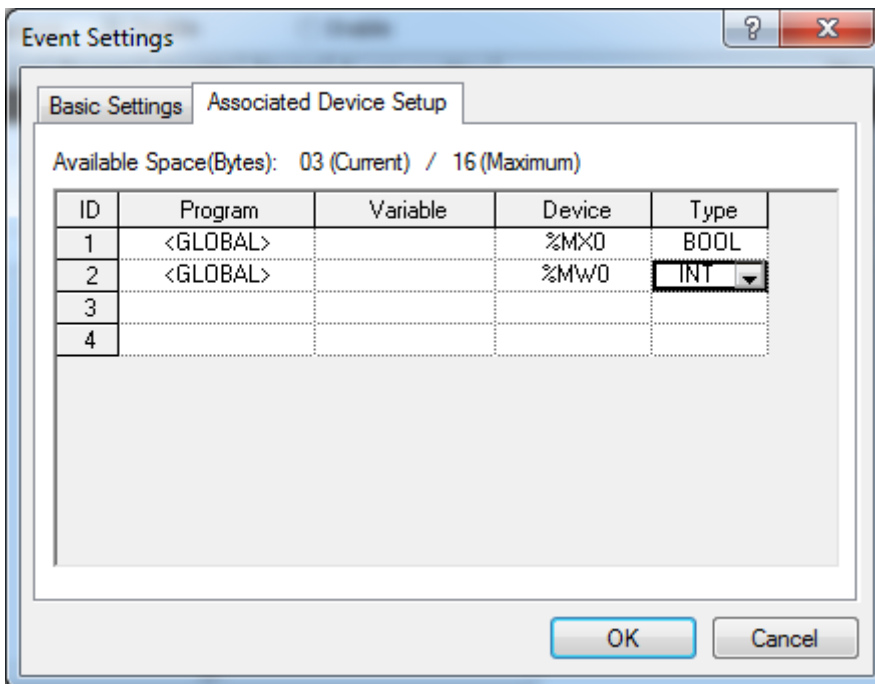 Event Settings
Basic Settings Associated Device Setup
Available Space(Bytes): 03 (Current) / 16 (Maximum)
ID Program Variable Device Type
1 <GLOBAL> %MX0 BOOL
2 <GLOBAL> %MW0 INT
3
4
OK Cancel